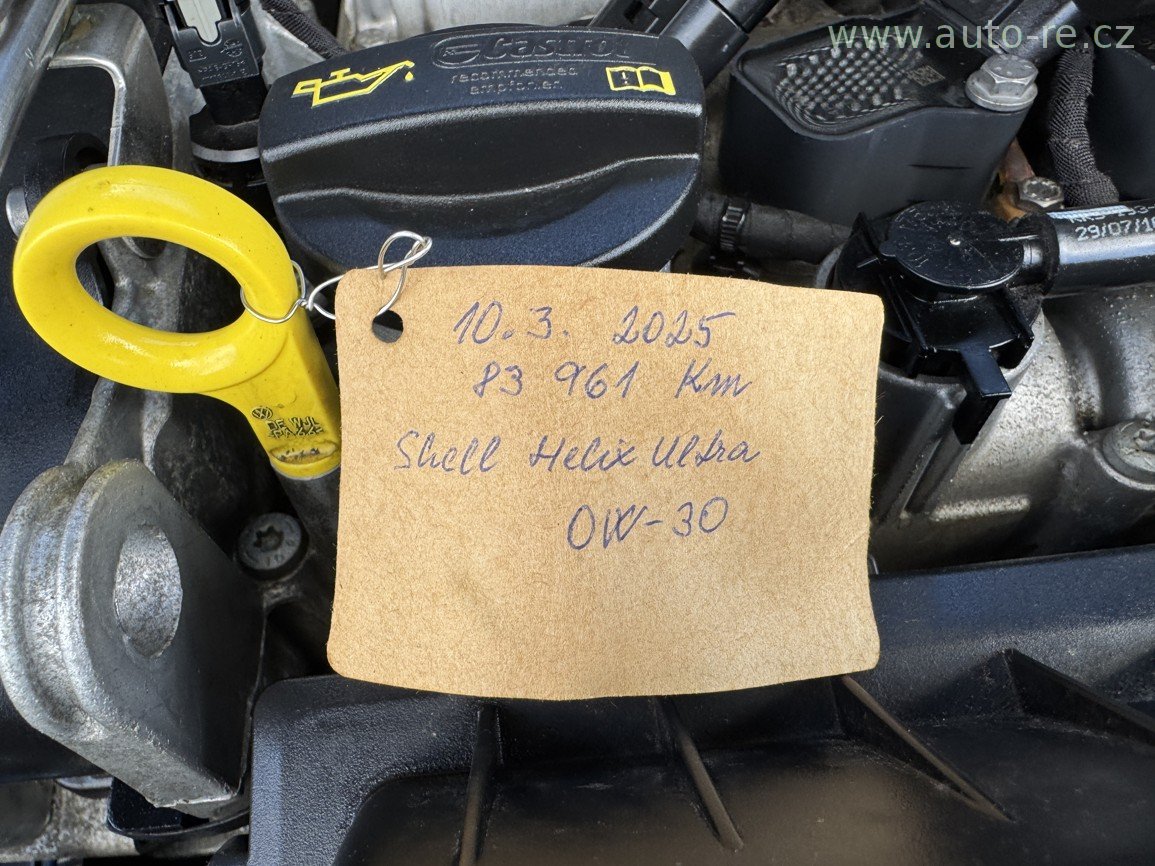 www.auto-re.cz
Castrol
recommended
29/07/16
10.3. 2025
83 961 Km
Shell Helix Ultra
0W-30